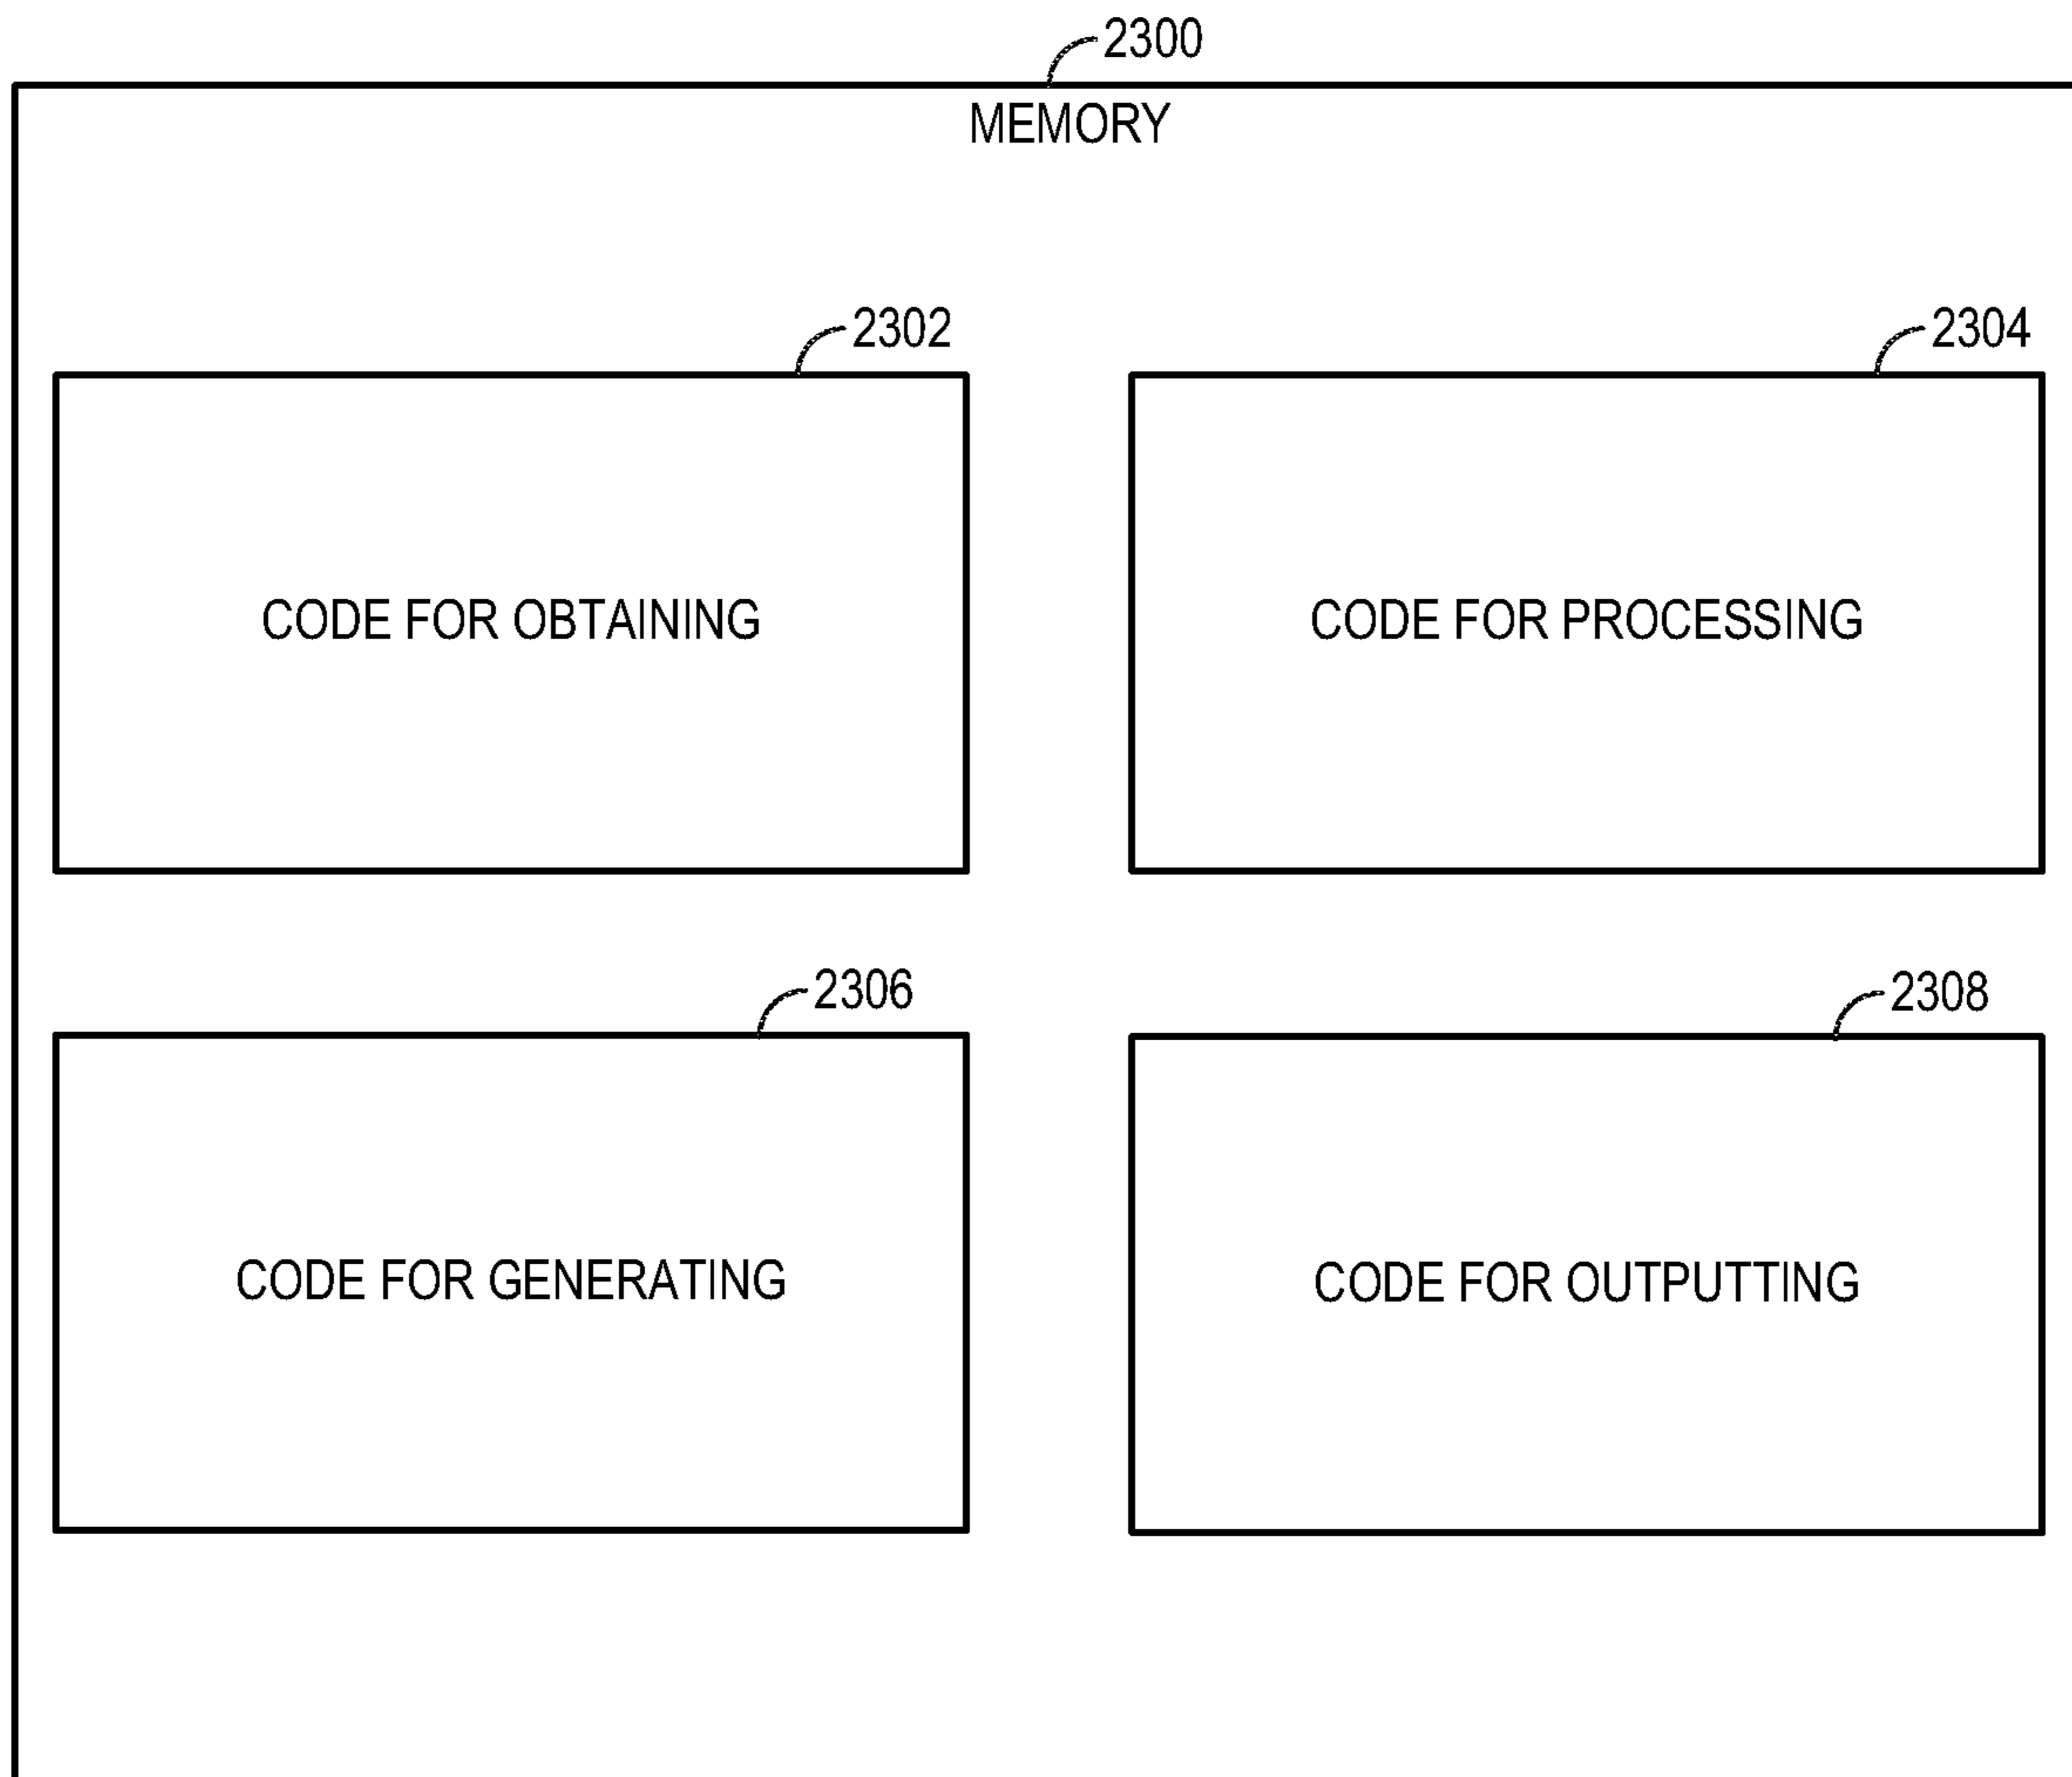 2300
MEMORY
2302
2304
CODE FOR OBTAINING
CODE FOR PROCESSING
2306
2308
CODE FOR GENERATING
CODE FOR OUTPUTTING